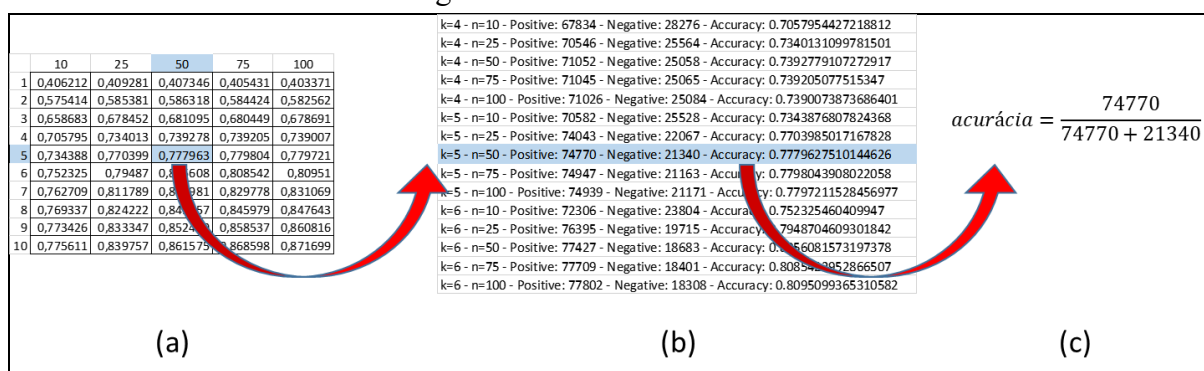 k=4 - n=10 - Positive: 67834 - Negative: 28276 - Accuracy: 0.7057954427218812
k=4 - n=25 - Positive: 70546 - Negative: 25564 - Accuracy: 0.7340131099781501
k=4 - n=50 - Positive: 71052 - Negative: 25058 - Accuracy: 0.7392779107272917
k=4 - n=75 - Positive: 71045 - Negative: 25065 - Accuracy: 0.739205077515347
k=4 - n=100 - Positive: 71026 - Negative: 25084 - Accuracy: 0.7390073873686401
k=5 - n=10 - Positive: 70582 - Negative: 25528 - Accuracy: 0.7343876807824368
k=5 - n=25 - Positive: 74043 - Negative: 22067 - Accuracy: 0.7703985017167828
k=5 - n=50 - Positive: 74770 - Negative: 21340 - Accuracy: 0.7779627510144626
k=5 - n=75 - Positive: 74947 - Negative: 21163 - Accuracy: 0.7798043908022058
k=5 - n=100 - Positive: 74939 - Negative: 21171 - Accuracy: 0.7797211528456977
k=6 - n=10 - Positive: 72306 - Negative: 23804 - Accuracy: 0.752325460409947
k=6 - n=25 - Positive: 76395 - Negative: 19715 - Accuracy: 0.7948704609301842
k=6 - n=50 - Positive: 77427 - Negative: 18683 - Accuracy: 0.8056081573197378
k=6 - n=75 - Positive: 77709 - Negative: 18401 - Accuracy:
k=6 - n=100 - Positive: 77802 - Negative: 18308 - Accuracy: 0.8095099365310582
10 25 50 75 100
1 0,406212 0,409281 0,407346 0,405431 0,403371
2 0,575414 0,585381 0,586318 0,584424 0,582562
3 0,658683 0,678452 0,681095 0,680449 0,678691
4 0,705795 0,734013 0,739278 0,739205 0,739007
5 0,734388 0,770399 0,777963 0,779804 0,779721
6 0,752325 0,79487 0,808542 0,80951
7 0,762709 0,811789 0,829778 0,831069
8 0,769337 0,824222 0,845979 0,847643
9 0,773426 0,833347 0,858537 0,860816
10 0,775611 0,839757 0,861575 0,868598 0,871699
acurácia = 74770
74770 + 21340
(a) (b) (c)